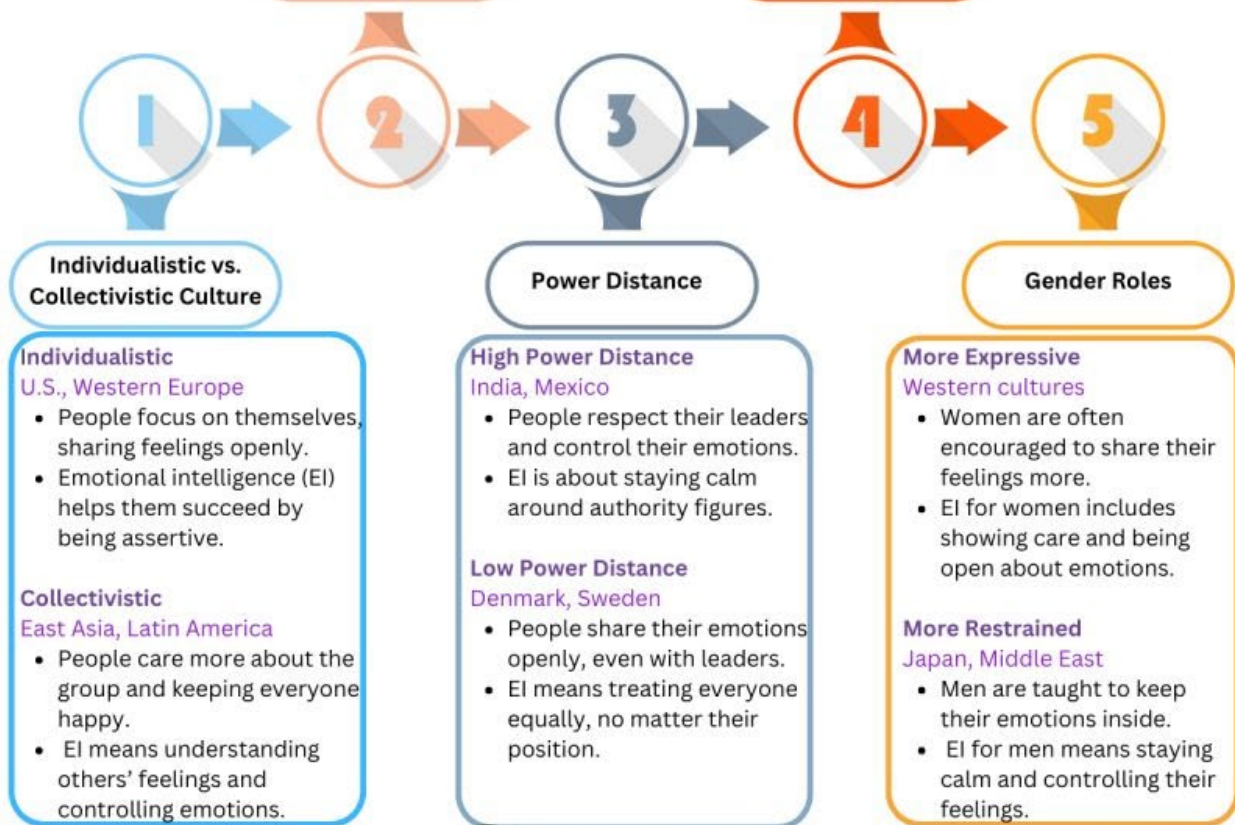 1
2
3
4
5
Individualistic vs.
Collectivistic Culture
Individualistic
U.S., Western Europe
• People focus on themselves,
sharing feelings openly.
• Emotional intelligence (EI)
helps them succeed by
being assertive.
Collectivistic
East Asia, Latin America
• People care more about the
group and keeping everyone
happy.
• EI means understanding
others’ feelings and
controlling emotions.
Power Distance
High Power Distance
India, Mexico
• People respect their leaders
and control their emotions.
• EI is about staying calm
around authority figures.
Low Power Distance
Denmark, Sweden
• People share their emotions
openly, even with leaders.
• EI means treating everyone
equally, no matter their
position.
Gender Roles
More Expressive
Western cultures
• Women are often
encouraged to share their
feelings more.
• EI for women includes
showing care and being
open about emotions.
More Restrained
Japan, Middle East
• Men are taught to keep
their emotions inside.
• EI for men means staying
calm and controlling their
feelings.